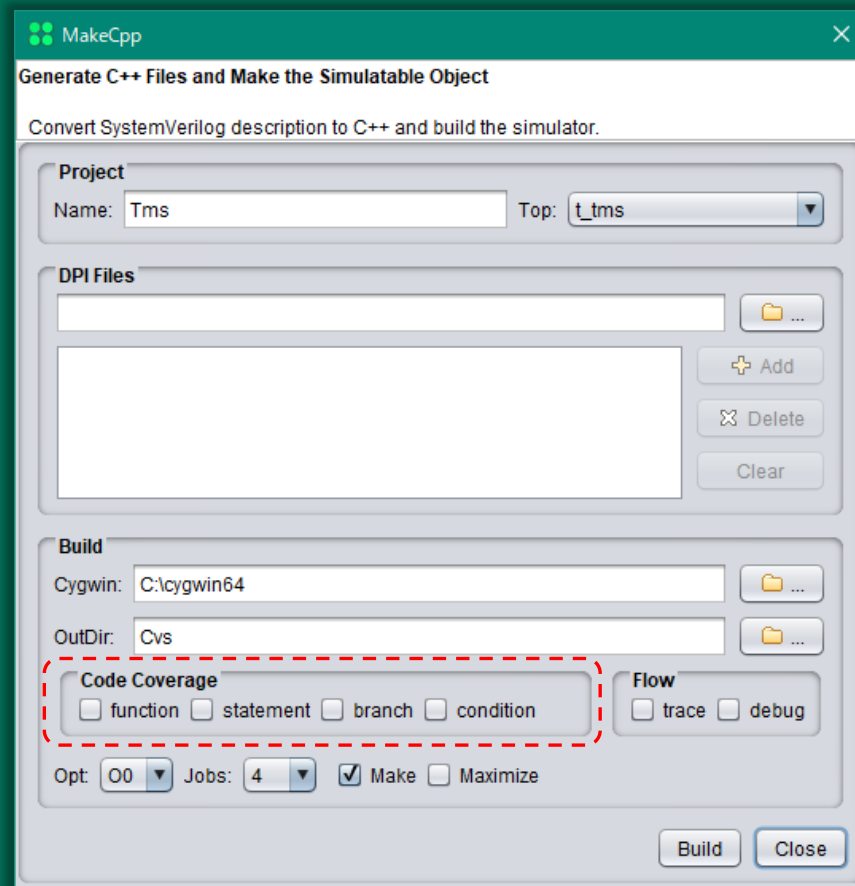 MakeCpp
Generate C++ Files and Make the Simulatable Object
Convert SystemVerilog description to C++ and build the simulator.
Project
Name: Tms Top: t_tms
DPI Files
...
Add
Delete
Clear
Build
Cygwin: C:\cygwin64 ...
OutDir: Cvs ...
Code Coverage Flow
function statement branch condition trace debug
Opt: O0 Jobs: 4 Make Maximize
Build Close